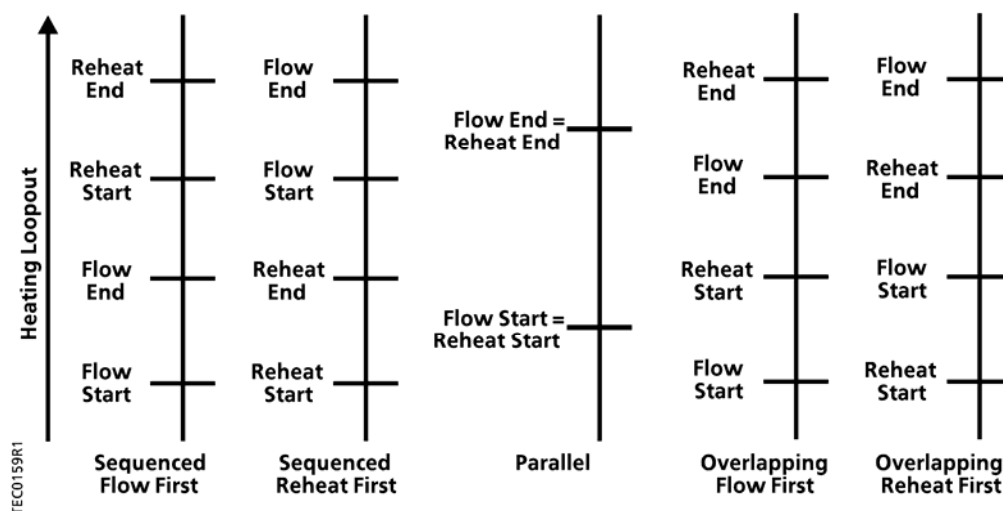 Heating Loopout
TEC0159R1
Reheat
End
Reheat
Start
Flow
End
Flow
Start
Sequenced
Flow First
Flow
End
Flow
Start
Reheat
End
Reheat
Start
Sequenced
Reheat First
Flow End =
Reheat End
Flow Start =
Reheat Start
Parallel
Reheat
End
Flow
End
Reheat
Start
Flow
Start
Overlapping
Flow First
Flow
End
Reheat
End
Flow
Start
Reheat
Start
Overlapping
Reheat First